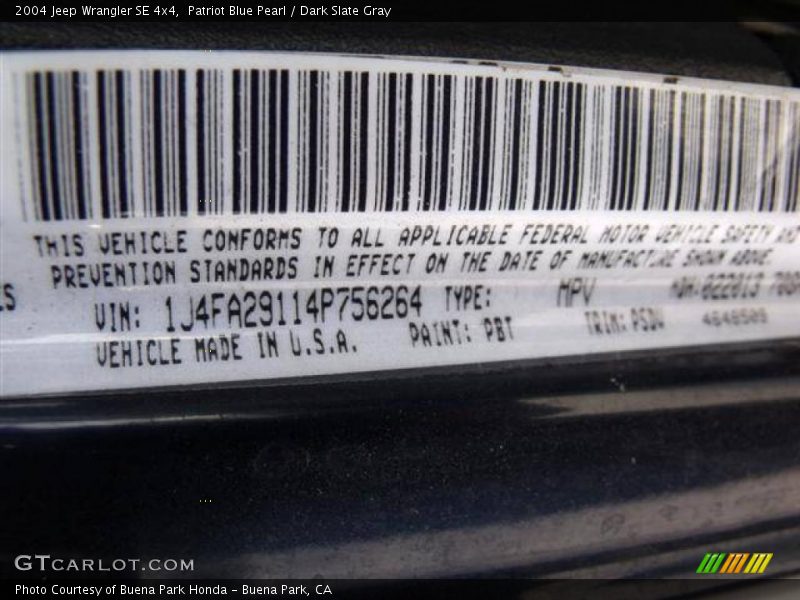 2004 Jeep Wrangler SE 4x4, Patriot Blue Pearl / Dark Slate Gray
THIS VEHICLE CONFORMS TO ALL APPLICABLE FEDERAL MOTOR VEHICLE SAFETY AND
PREVENTION STANDARDS IN EFFECT ON THE DATE OF MANUFACTURE SHOWN ABOVE.
VIN: 1J4FA29114P756264 TYPE: MPV
VEHICLE MADE IN U.S.A. PAINT: PBT TRIM: PSDV
GTCARLOT.COM
Photo Courtesy of Buena Park Honda - Buena Park, CA